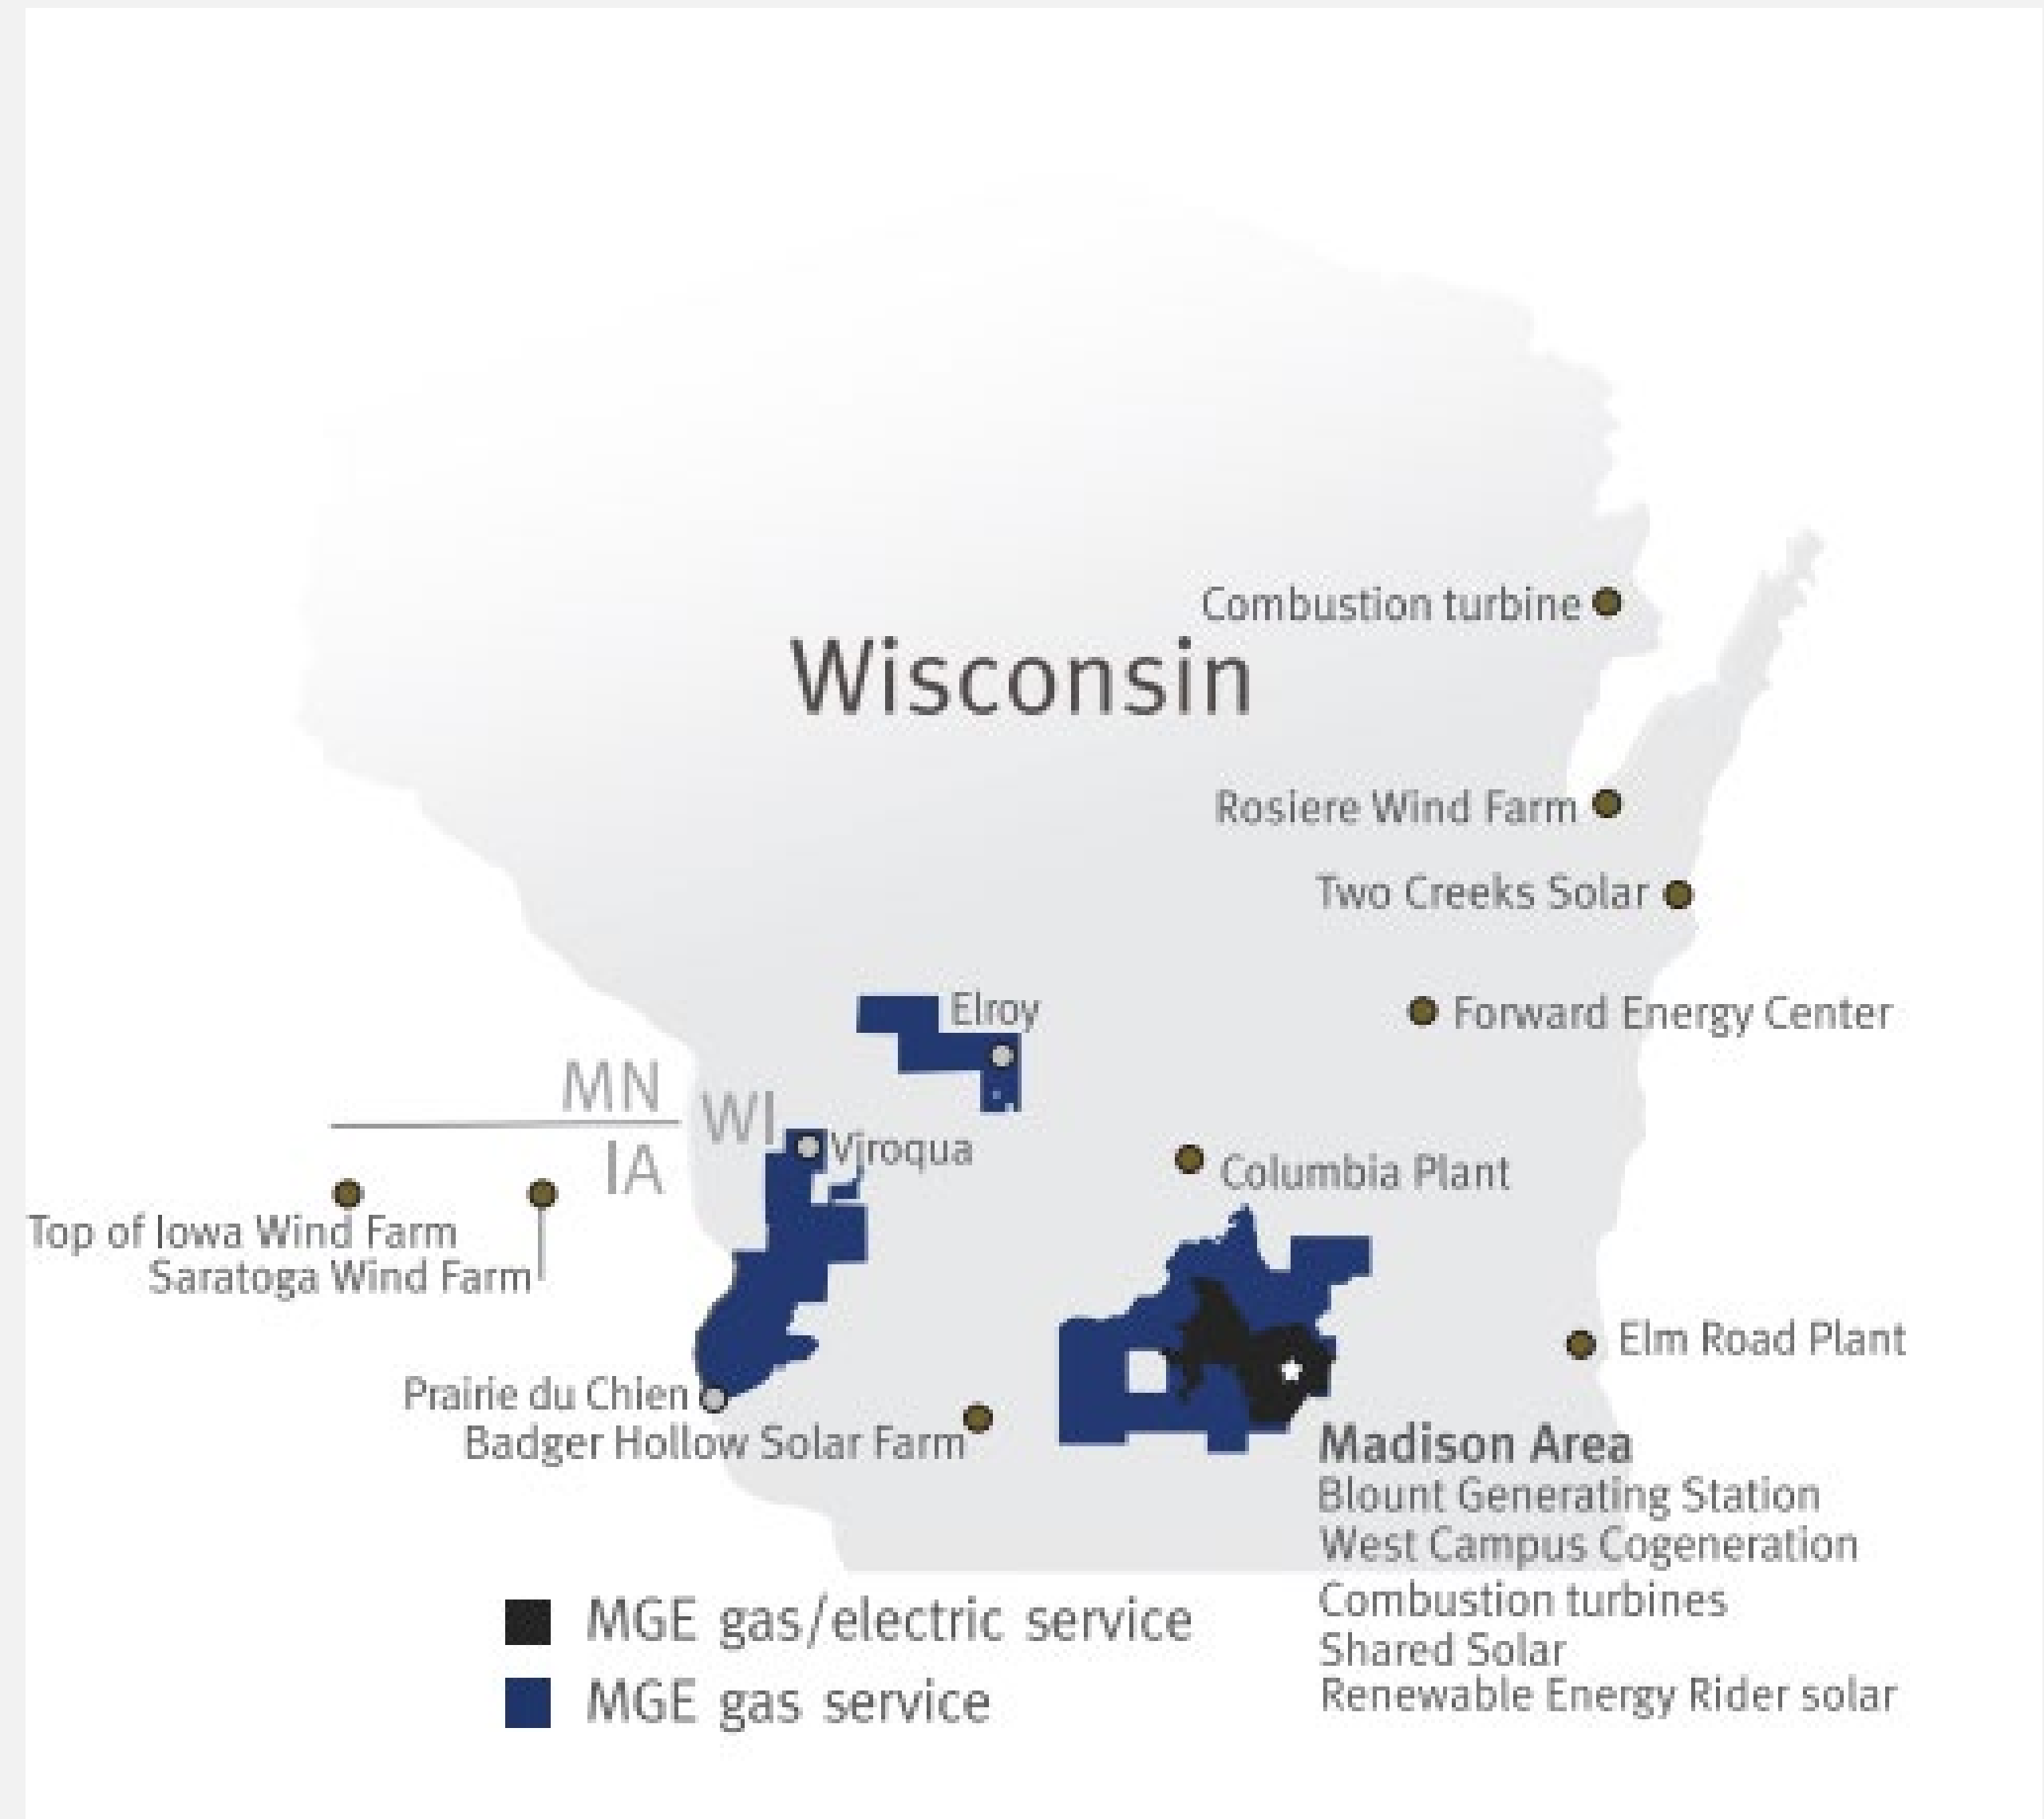 Combustion turbine
Wisconsin
Rosiere Wind Farm
Two Creeks Solar
Elroy
Forward Energy Center
MN
WI
Viroqua
IA
Columbia Plant
Top of Iowa Wind Farm
Saratoga Wind Farm
Elm Road Plant
Prairie du Chien
Badger Hollow Solar Farm
Madison Area
Blount Generating Station
West Campus Cogeneration
Combustion turbines
Shared Solar
Renewable Energy Rider solar
MGE gas/electric service
MGE gas service